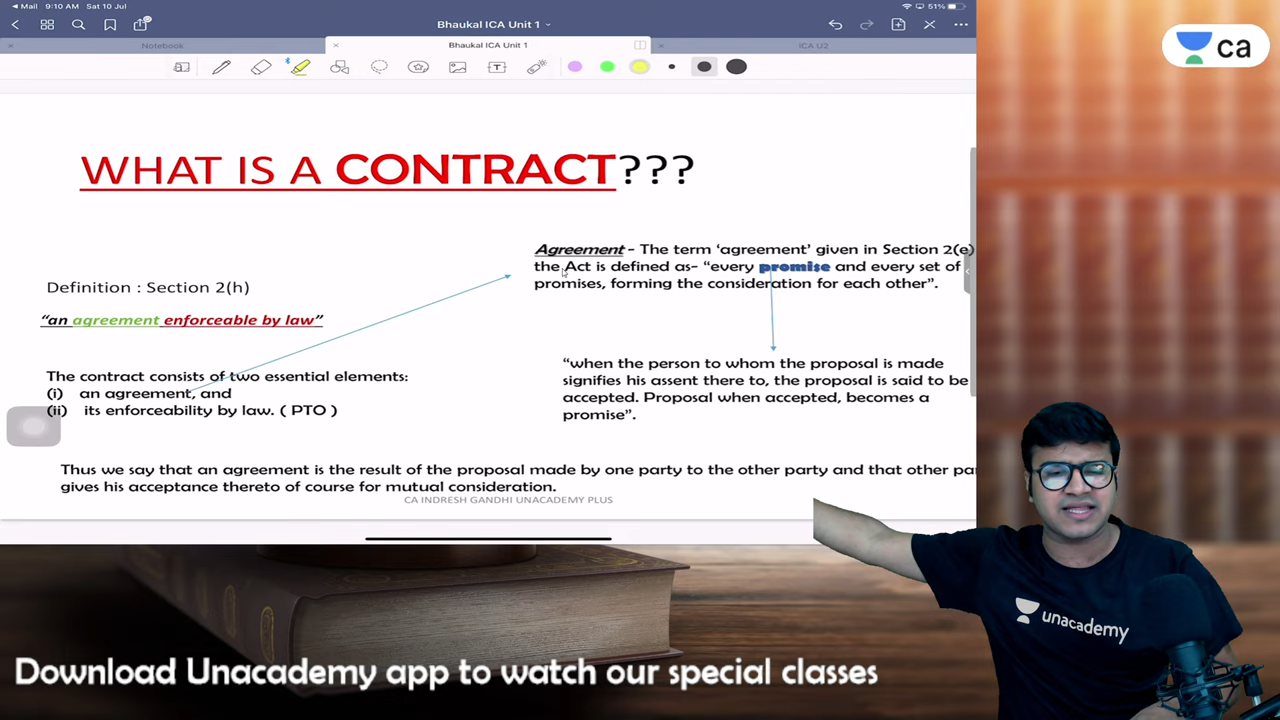 Mail 9:10 AM Sat 10 Jul
51%
Bhaukal ICA Unit 1
Notebook
Bhaukal ICA Unit 1
ICA U2
ca
WHAT IS A CONTRACT???
Agreement - The term ‘agreement’ given in Section 2(e)
the Act is defined as- “every promise and every set of
promises, forming the consideration for each other”.
Definition : Section 2(h)
“an agreement enforceable by law”
“when the person to whom the proposal is made
signifies his assent there to, the proposal is said to be
accepted. Proposal when accepted, becomes a
promise”.
The contract consists of two essential elements:
(i) an agreement, and
(ii) its enforceability by law. ( PTO )
Thus we say that an agreement is the result of the proposal made by one party to the other party and that other
gives his acceptance thereto of course for mutual consideration.
CA INDRESH GANDHI UNACADEMY PLUS
unacademy
Download Unacademy app to watch our special classes